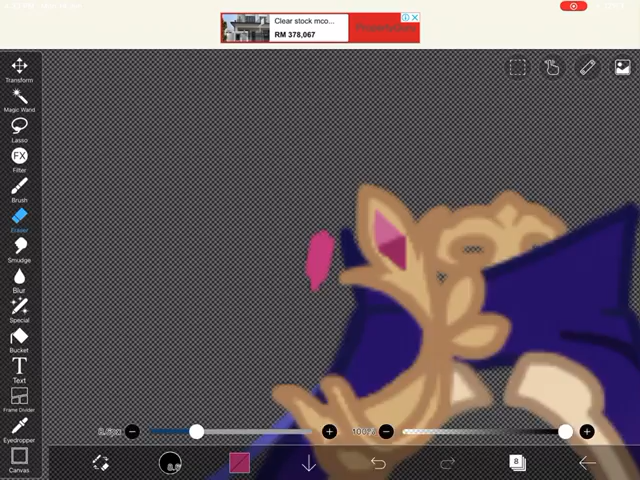 Clear stock mco...
RM 378,067
Transform
Magic Wand
Lasso
FX
Filter
Brush
Eraser
Smudge
Blur
Special
Bucket
T
Text
Frame Divider
Eyedropper
Canvas
100%
8